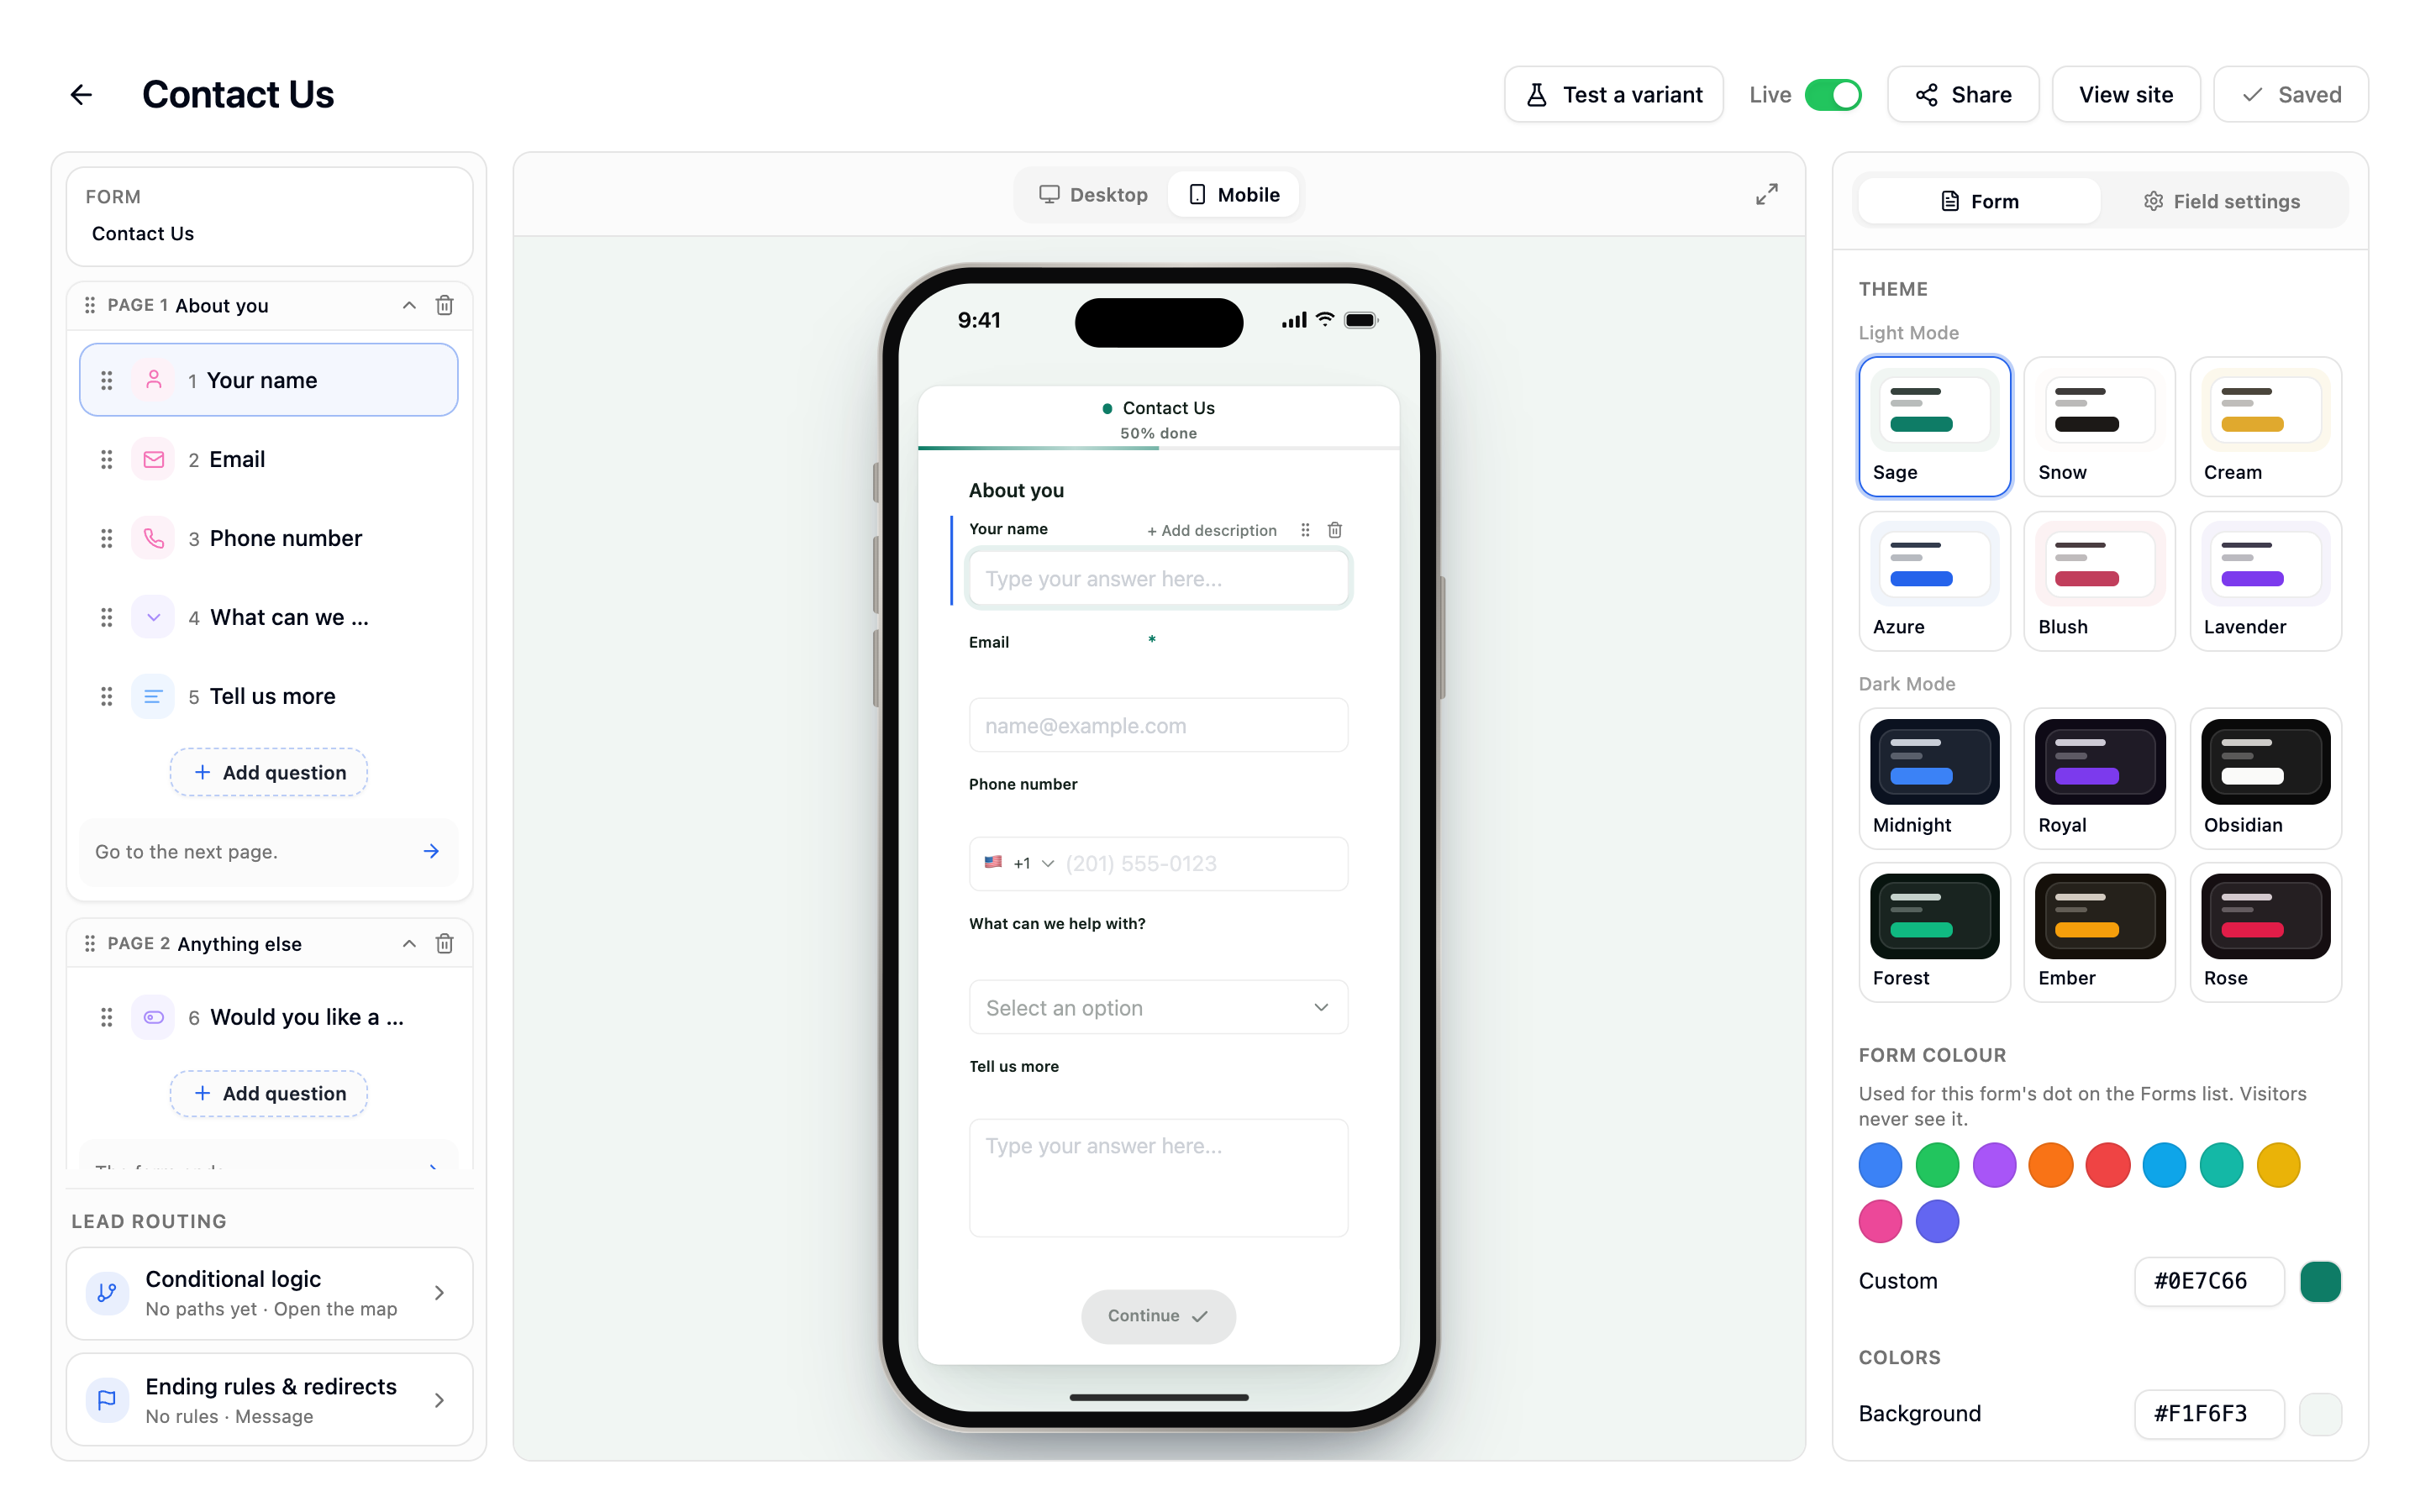 Contact Us
Test a variant
Live
Share
View site
Saved
FORM
Contact Us
PAGE 1 About you
1 Your name
2 Email
3 Phone number
4 What can we ...
5 Tell us more
+ Add question
Go to the next page.
PAGE 2 Anything else
6 Would you like a ...
+ Add question
LEAD ROUTING
Conditional logic
No paths yet · Open the map
Ending rules & redirects
No rules · Message
Desktop
Mobile
9:41
Contact Us
50% done
About you
Your name
+ Add description
Type your answer here...
Email *
name@example.com
Phone number
+1 (201) 555-0123
What can we help with?
Select an option
Tell us more
Type your answer here...
Continue
Form
Field settings
THEME
Light Mode
Sage
Snow
Cream
Azure
Blush
Lavender
Dark Mode
Midnight
Royal
Obsidian
Forest
Ember
Rose
FORM COLOUR
Used for this form's dot on the Forms list. Visitors
never see it.
Custom
#0E7C66
COLORS
Background
#F1F6F3